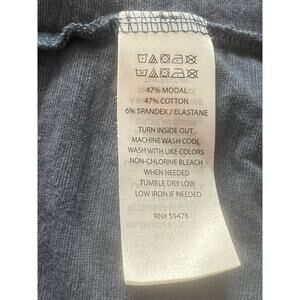 47% MODAL
47% COTTON
6% SPANDEX / ELASTANE
TURN INSIDE OUT
MACHINE WASH COOL
WASH WITH LIKE COLORS
NON-CHLORINE BLEACH
WHEN NEEDED
TUMBLE DRY LOW
LOW IRON IF NEEDED
RN# 59478